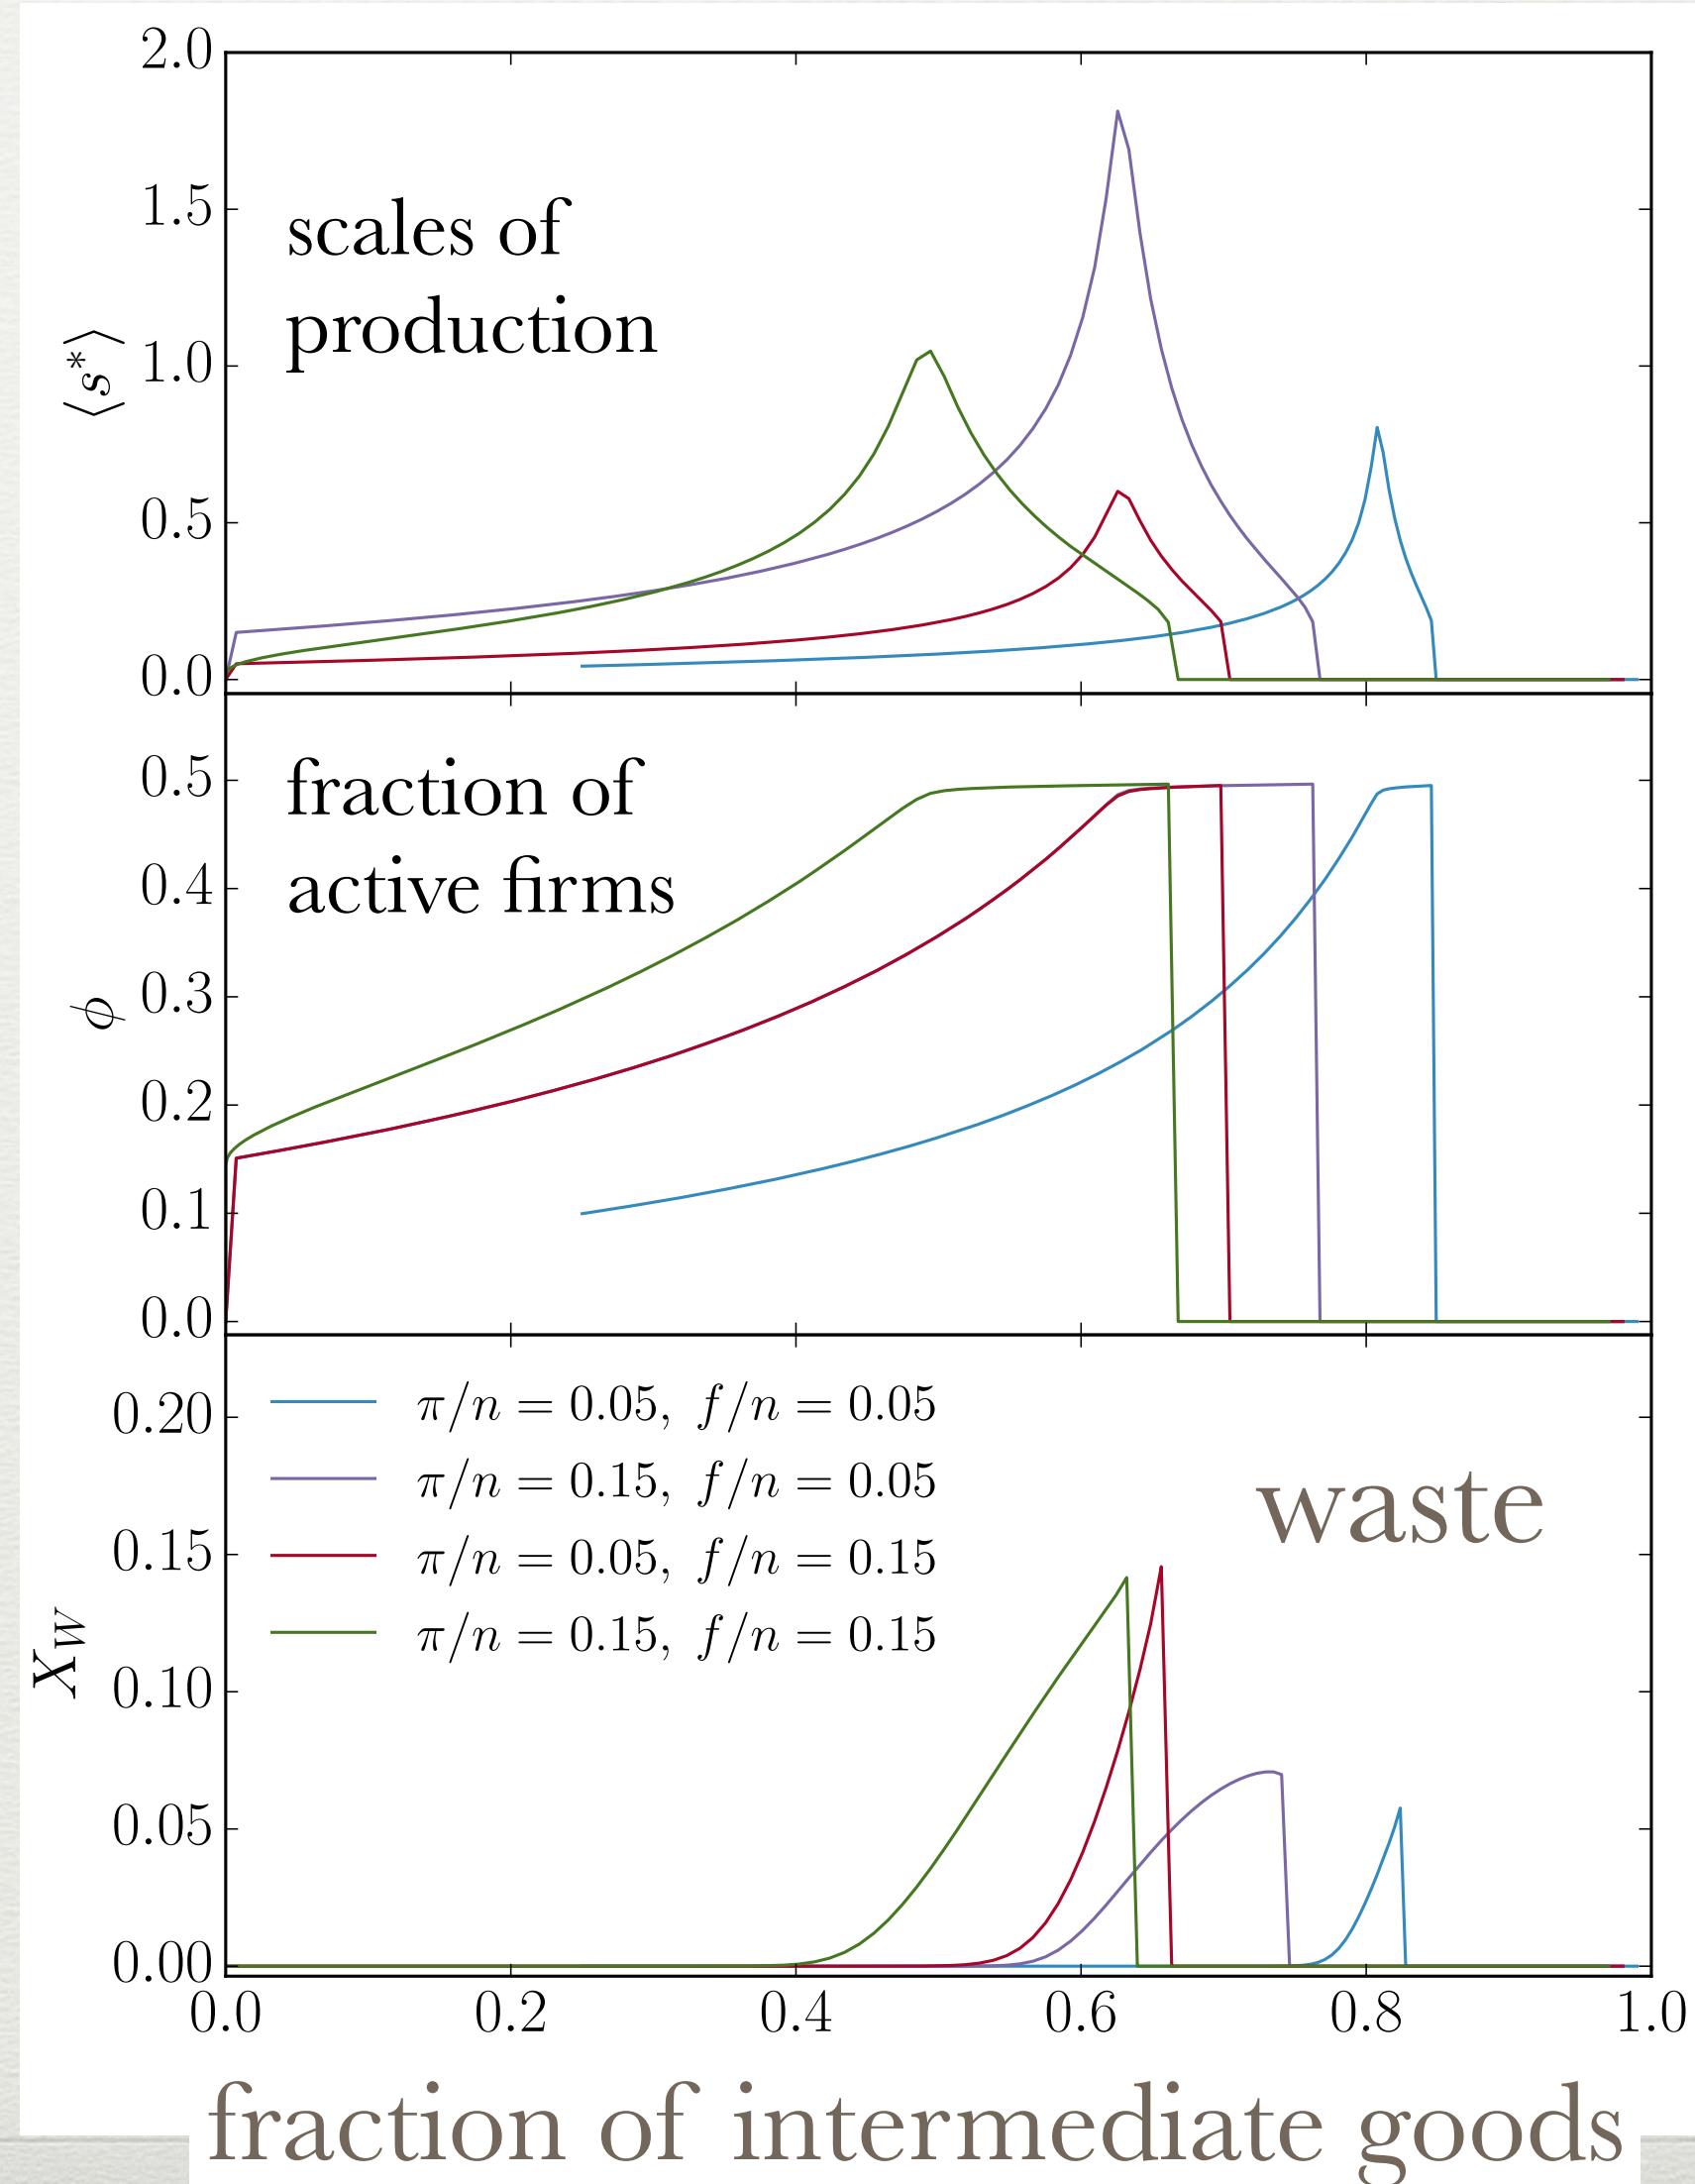 2.0
1.5
1.0
0.5
0.0
⟨s*⟩
scales of
production
0.5
0.4
0.3
0.2
0.1
0.0
ϕ
fraction of
active firms
0.20
0.15
0.10
0.05
0.00
X_W
π/n = 0.05, f/n = 0.05
π/n = 0.15, f/n = 0.05
π/n = 0.05, f/n = 0.15
π/n = 0.15, f/n = 0.15
waste
0.0 0.2 0.4 0.6 0.8 1.0
fraction of intermediate goods